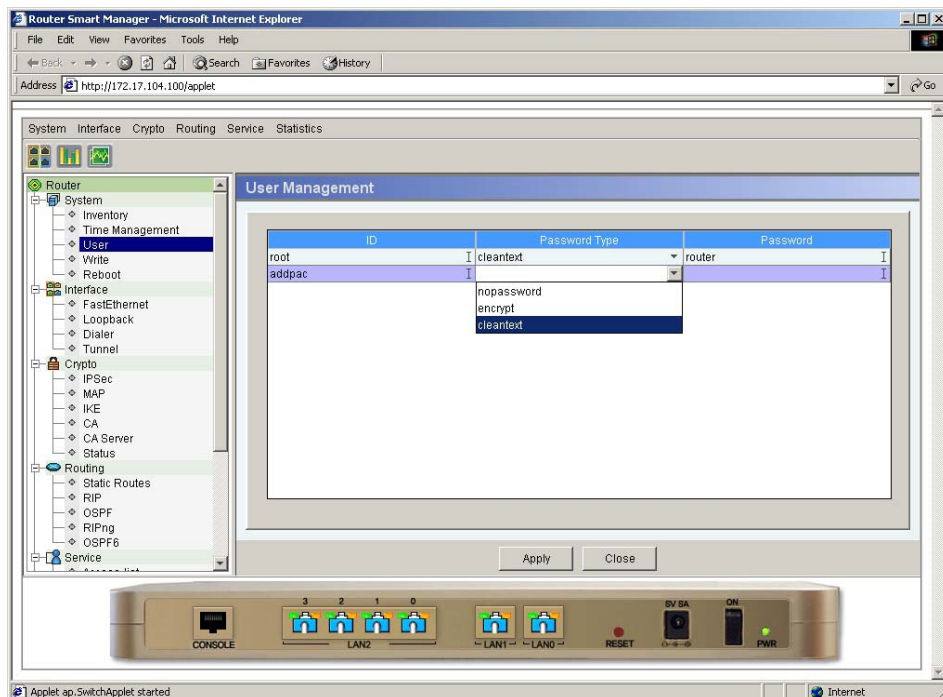 Router Smart Manager - Microsoft Internet Explorer
File Edit View Favorites Tools Help
Back Search Favorites History
Address http://172.17.104.100/applet Go
System Interface Crypto Routing Service Statistics
Router
System
Inventory
Time Management
User
Write
Reboot
Interface
FastEthernet
Loopback
Dialer
Tunnel
Crypto
IPSec
MAP
IKE
CA
CA Server
Status
Routing
Static Routes
RIP
OSPF
RIPng
OSPF6
Service
User Management
ID Password Type Password
root cleantext router
addpac
nopassword
encrypt
cleantext
Apply Close
3 2 1 0
CONSOLE LAN2 LAN1 LAN0 RESET 5V 5A ON PWR
Applet ap.SwitchApplet started Internet